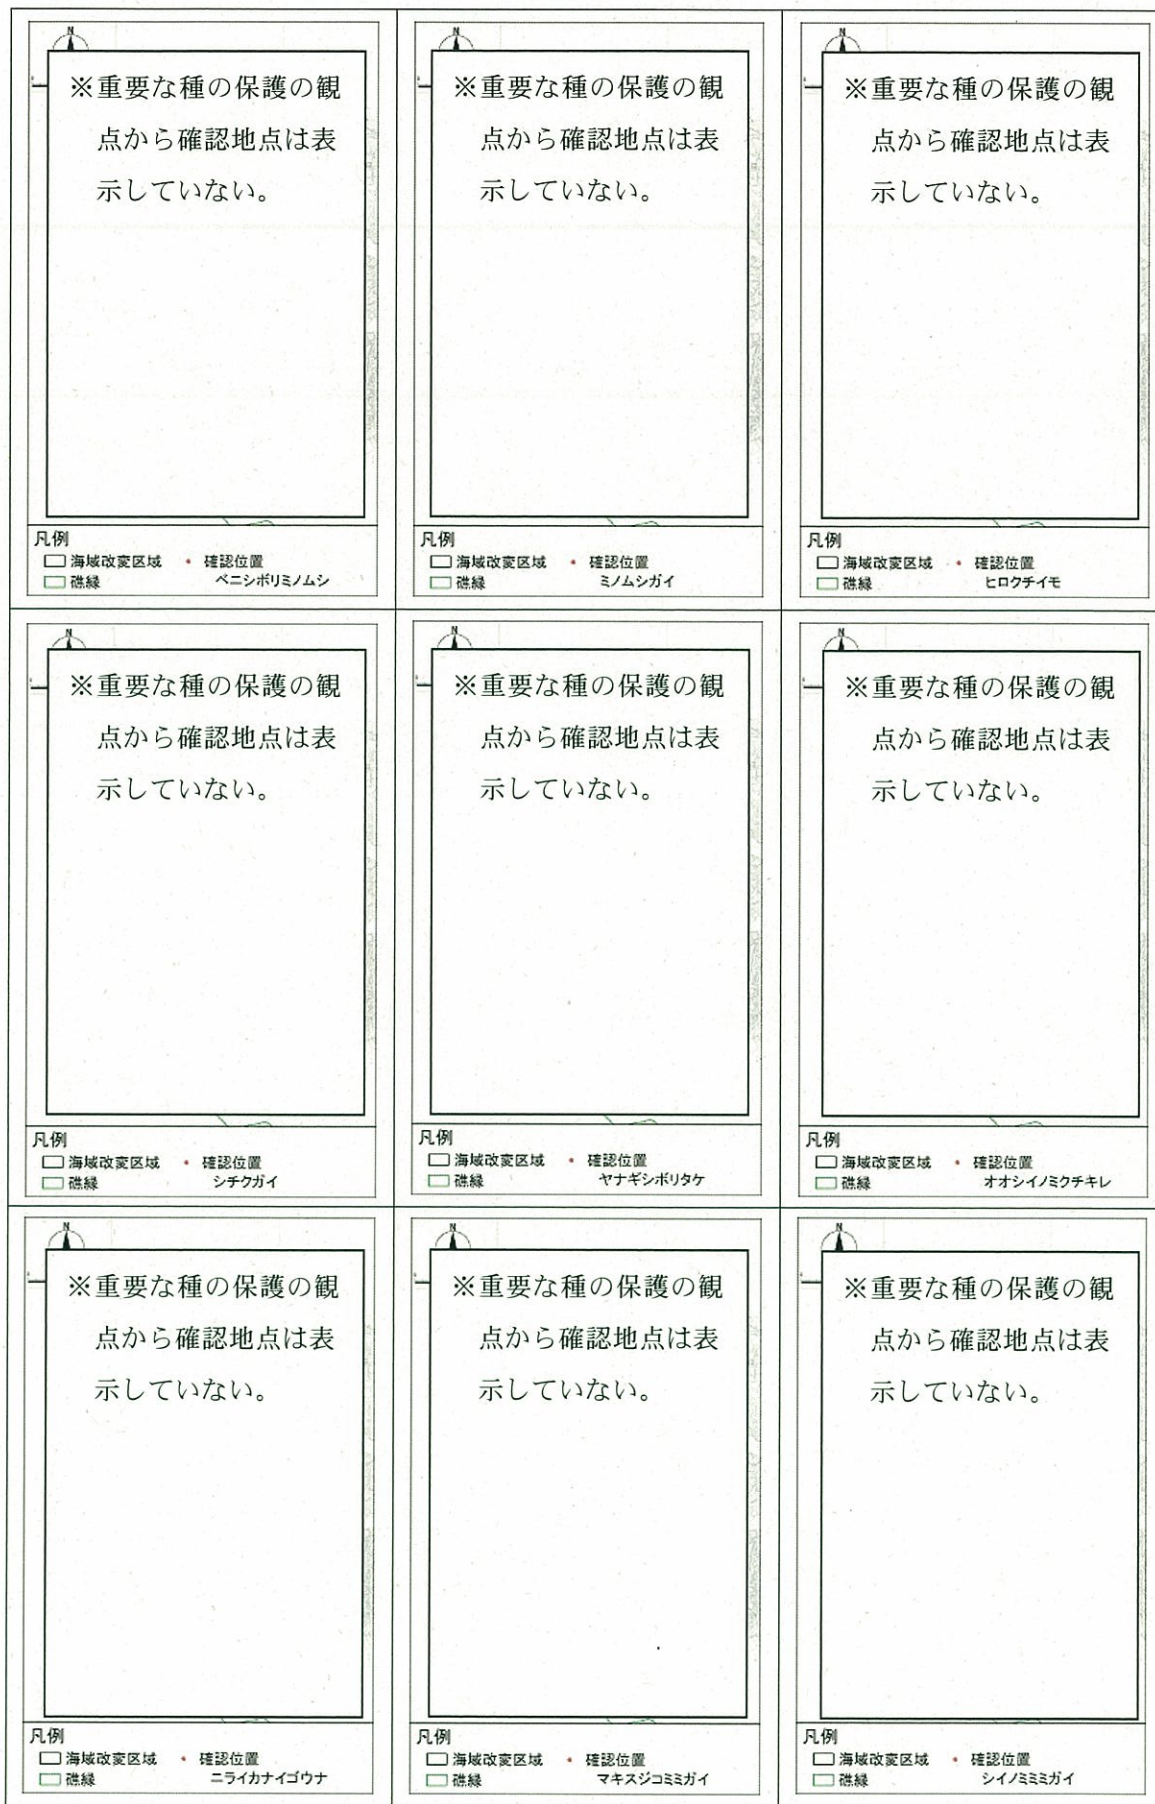 N
※重要な種の保護の観
点から確認地点は表
示していない。
凡例
海域改変区域 • 確認位置
礁縁 ベニシボリミノムシ
N
※重要な種の保護の観
点から確認地点は表
示していない。
凡例
海域改変区域 • 確認位置
礁縁 ミノムシガイ
N
※重要な種の保護の観
点から確認地点は表
示していない。
凡例
海域改変区域 • 確認位置
礁縁 ヒロクチイモ
N
※重要な種の保護の観
点から確認地点は表
示していない。
凡例
海域改変区域 • 確認位置
礁縁 シチクガイ
N
※重要な種の保護の観
点から確認地点は表
示していない。
凡例
海域改変区域 • 確認位置
礁縁 ヤナギシボリタケ
N
※重要な種の保護の観
点から確認地点は表
示していない。
凡例
海域改変区域 • 確認位置
礁縁 オオシイノミクチキレ
N
※重要な種の保護の観
点から確認地点は表
示していない。
凡例
海域改変区域 • 確認位置
礁縁 ニライカナイゴウナ
N
※重要な種の保護の観
点から確認地点は表
示していない。
凡例
海域改変区域 • 確認位置
礁縁 マキスジコミミガイ
N
※重要な種の保護の観
点から確認地点は表
示していない。
凡例
海域改変区域 • 確認位置
礁縁 シイノミミミガイ